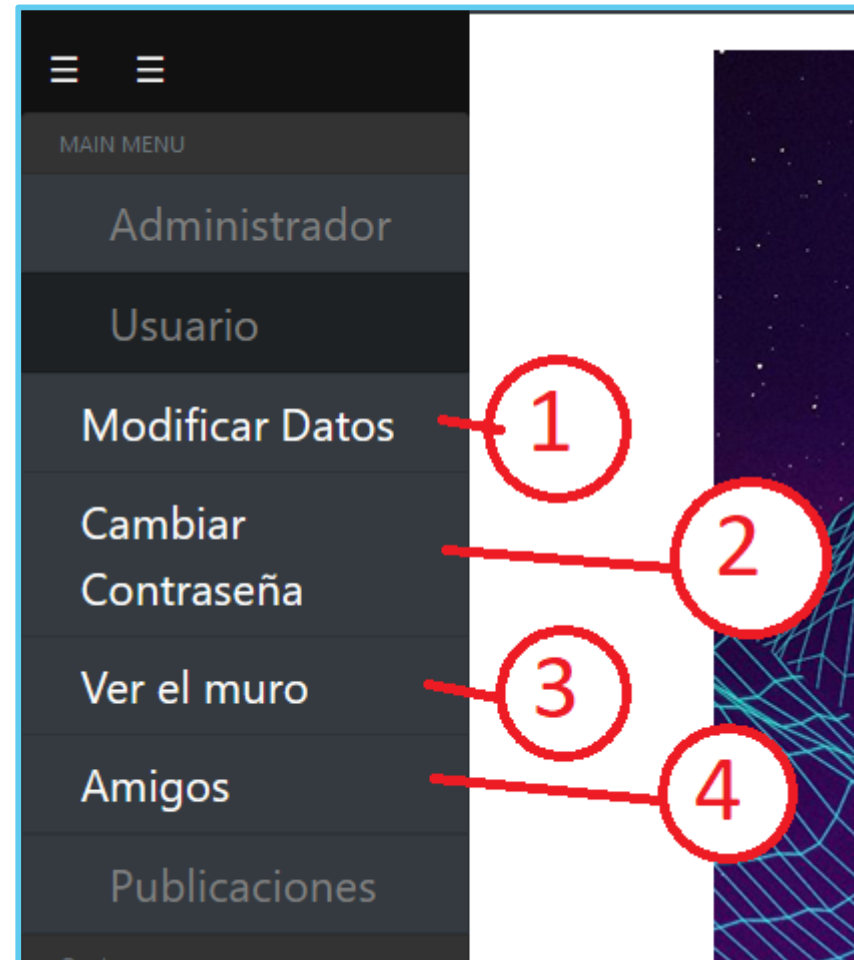 MAIN MENU
Administrador
Usuario
Modificar Datos
1
Cambiar
Contraseña
2
Ver el muro
3
Amigos
4
Publicaciones